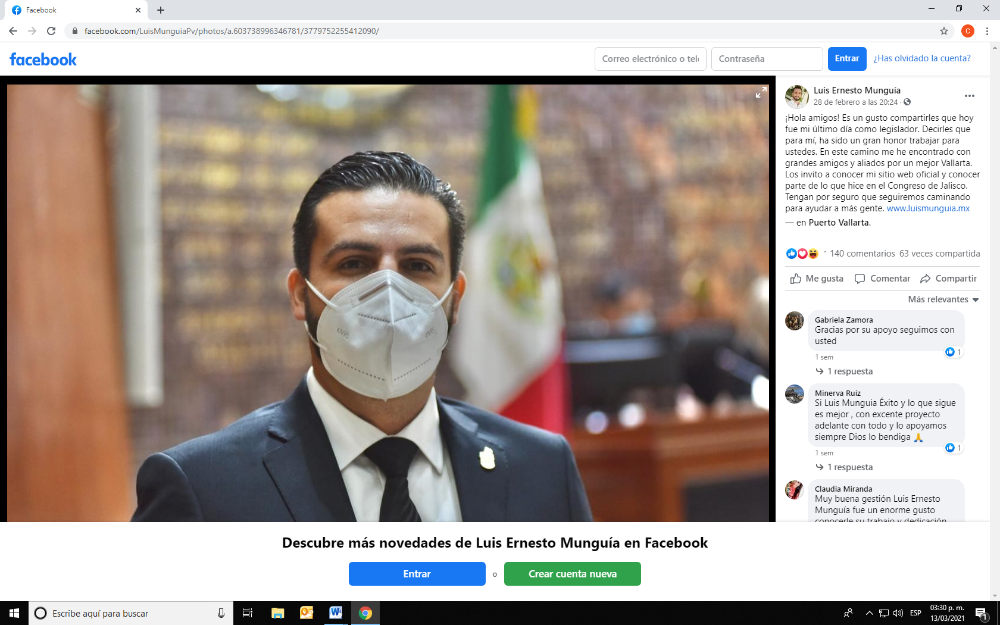 Facebook
facebook.com/LuisMunguiaPv/photos/a.603738996346781/3779752255412090/
C
facebook
Correo electrónico o telé
Contraseña
Entrar
¿Has olvidado la cuenta?
Luis Ernesto Munguía
28 de febrero a las 20:24 ·
¡Hola amigos! Es un gusto compartirles que hoy
fue mi último día como legislador. Decirles que
para mí, ha sido un gran honor trabajar para
ustedes. En este camino me he encontrado con
grandes amigos y aliados por un mejor Vallarta.
Los invito a conocer mi sitio web oficial y conocer
parte de lo que hice en el Congreso de Jalisco.
Tengan por seguro que seguiremos caminando
para ayudar a más gente. www.luismunguia.mx
— en Puerto Vallarta.
140 comentarios 63 veces compartida
Me gusta Comentar Compartir
Más relevantes
Gabriela Zamora
Gracias por su apoyo seguimos con
usted
1
1 sem
1 respuesta
Minerva Ruiz
Si Luis Munguia Éxito y lo que sigue
es mejor , con excente proyecto
adelante con todo y lo apoyamos
siempre Dios lo bendiga 🙏
1
1 sem
1 respuesta
Claudia Miranda
Muy buena gestión Luis Ernesto
Munguía fue un enorme gusto
conocerle su trabajo y dedicación
KN95
Descubre más novedades de Luis Ernesto Munguía en Facebook
Entrar
o
Crear cuenta nueva
Escribe aquí para buscar
ESP
03:30 p. m.
13/03/2021
1